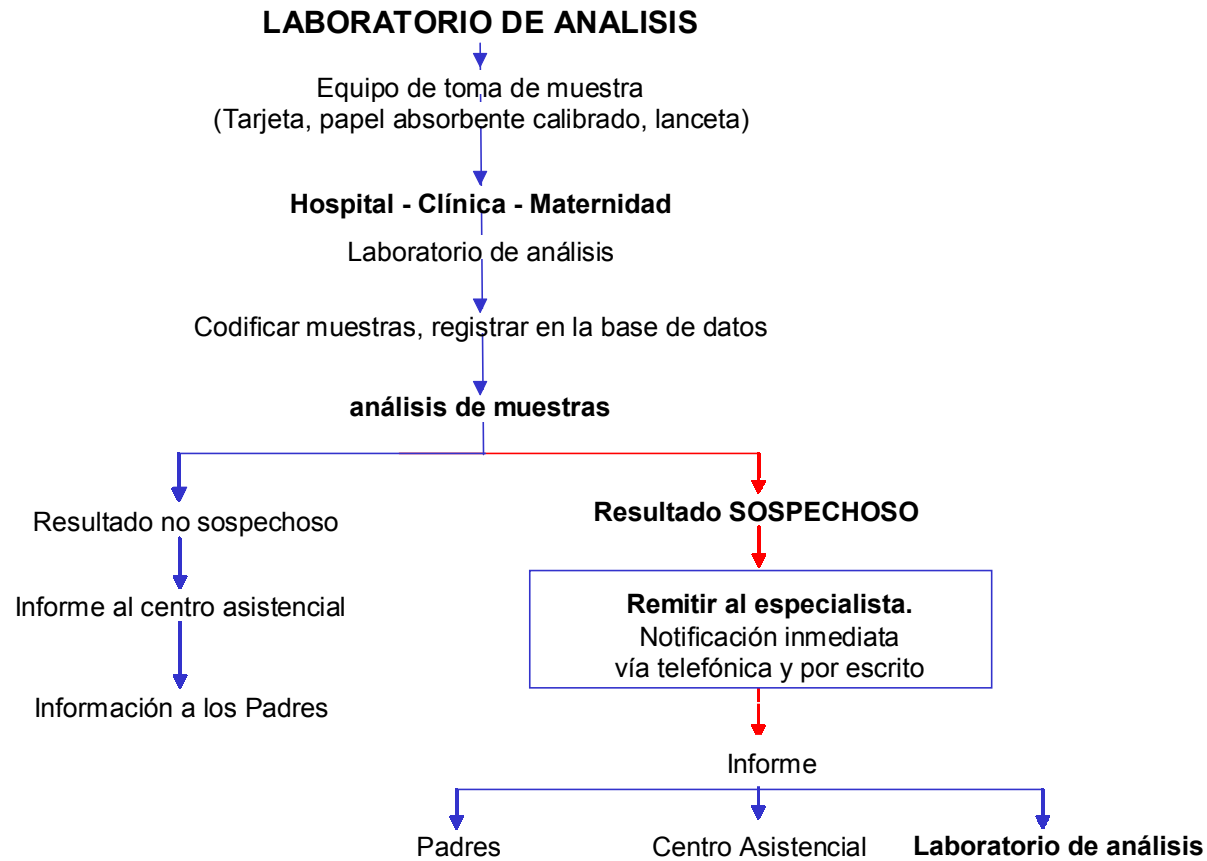 LABORATORIO DE ANALISIS
Equipo de toma de muestra
(Tarjeta, papel absorbente calibrado, lanceta)
Hospital - Clínica - Maternidad
Laboratorio de análisis
Codificar muestras, registrar en la base de datos
análisis de muestras
Resultado no sospechoso
Informe al centro asistencial
Información a los Padres
Resultado SOSPECHOSO
Remitir al especialista.
Notificación inmediata
vía telefónica y por escrito
Informe
Padres
Centro Asistencial
Laboratorio de análisis